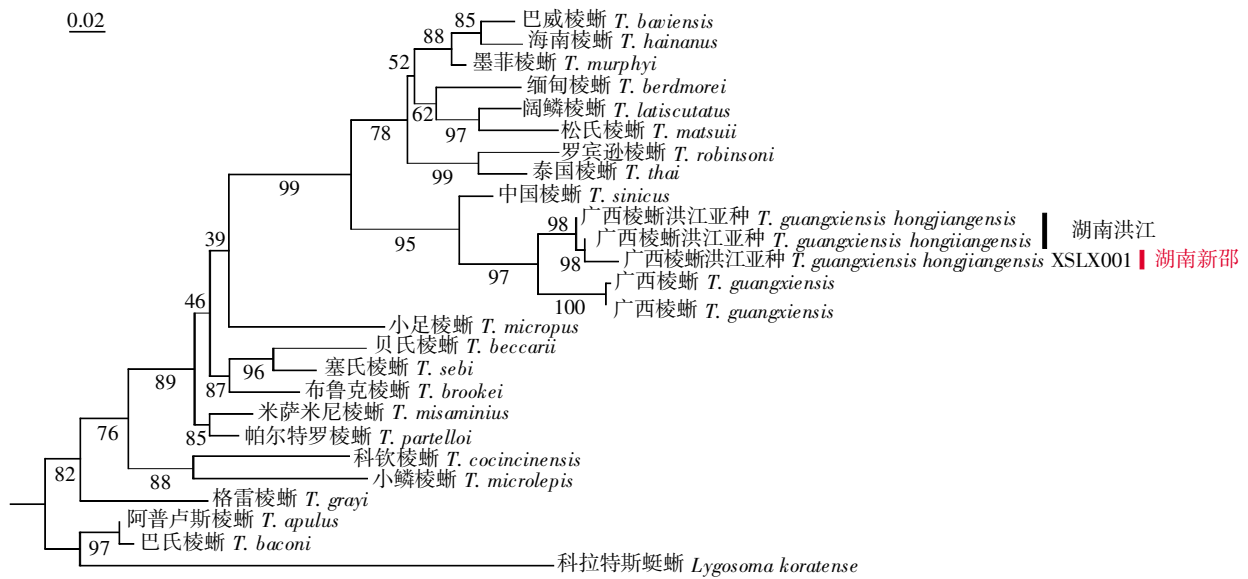 0.02
85
巴威棱蜥 T. baviensis
海南棱蜥 T. hainanus
88
墨菲棱蜥 T. murphyi
52
缅甸棱蜥 T. berdmorei
62
阔鳞棱蜥 T. latiscutatus
97
松氏棱蜥 T. matsuii
78
罗宾逊棱蜥 T. robinsoni
99
泰国棱蜥 T. thai
99
中国棱蜥 T. sinicus
95
98
广西棱蜥洪江亚种 T. guangxiensis hongjiangensis
广西棱蜥洪江亚种 T. guangxiensis hongjiangensis
湖南洪江
98
广西棱蜥洪江亚种 T. guangxiensis hongjiangensis XSLX001
湖南新邵
97
广西棱蜥 T. guangxiensis
100
广西棱蜥 T. guangxiensis
39
小足棱蜥 T. micropus
46
贝氏棱蜥 T. beccarii
96
塞氏棱蜥 T. sebi
87
布鲁克棱蜥 T. brookei
89
米萨米尼棱蜥 T. misaminius
85
帕尔特罗棱蜥 T. partelloi
76
科钦棱蜥 T. cocincinensis
88
小鳞棱蜥 T. microlepis
82
格雷棱蜥 T. grayi
阿普卢斯棱蜥 T. apulus
97
巴氏棱蜥 T. baconi
科拉特斯蜓蜥 Lygosoma koratense